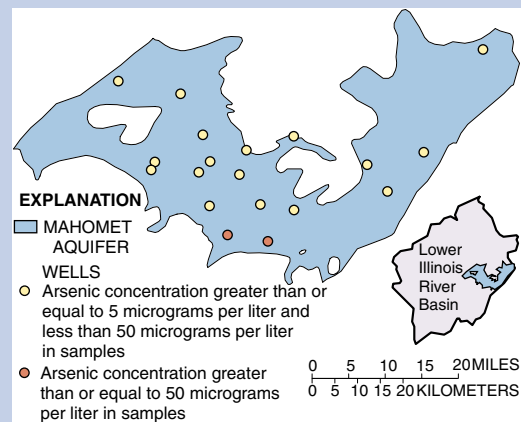 EXPLANATION
MAHOMET
AQUIFER
WELLS
Arsenic concentration greater than or
equal to 5 micrograms per liter and
less than 50 micrograms per liter
in samples
Arsenic concentration greater
than or equal to 50 micrograms
per liter in samples
Lower
Illinois
River
Basin
0 5 10 15 20 MILES
0 5 10 15 20 KILOMETERS